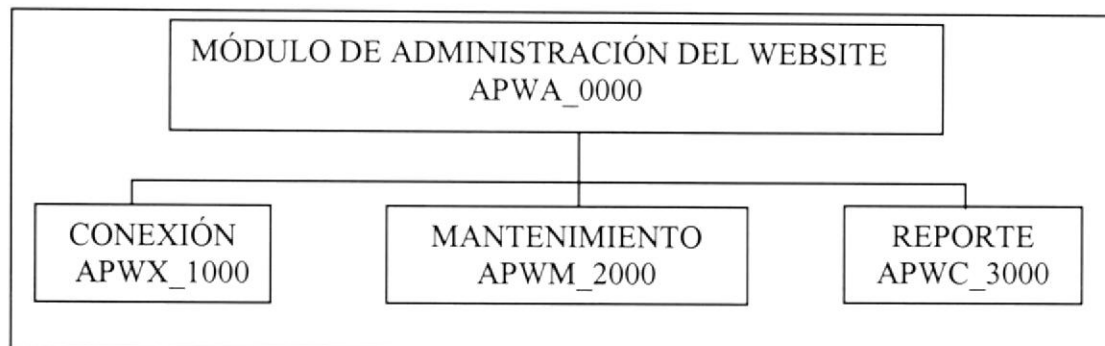 MÓDULO DE ADMINISTRACIÓN DEL WEBSITE
APWA_0000
CONEXIÓN
APWX_1000
MANTENIMIENTO
APWM_2000
REPORTE
APWC_3000